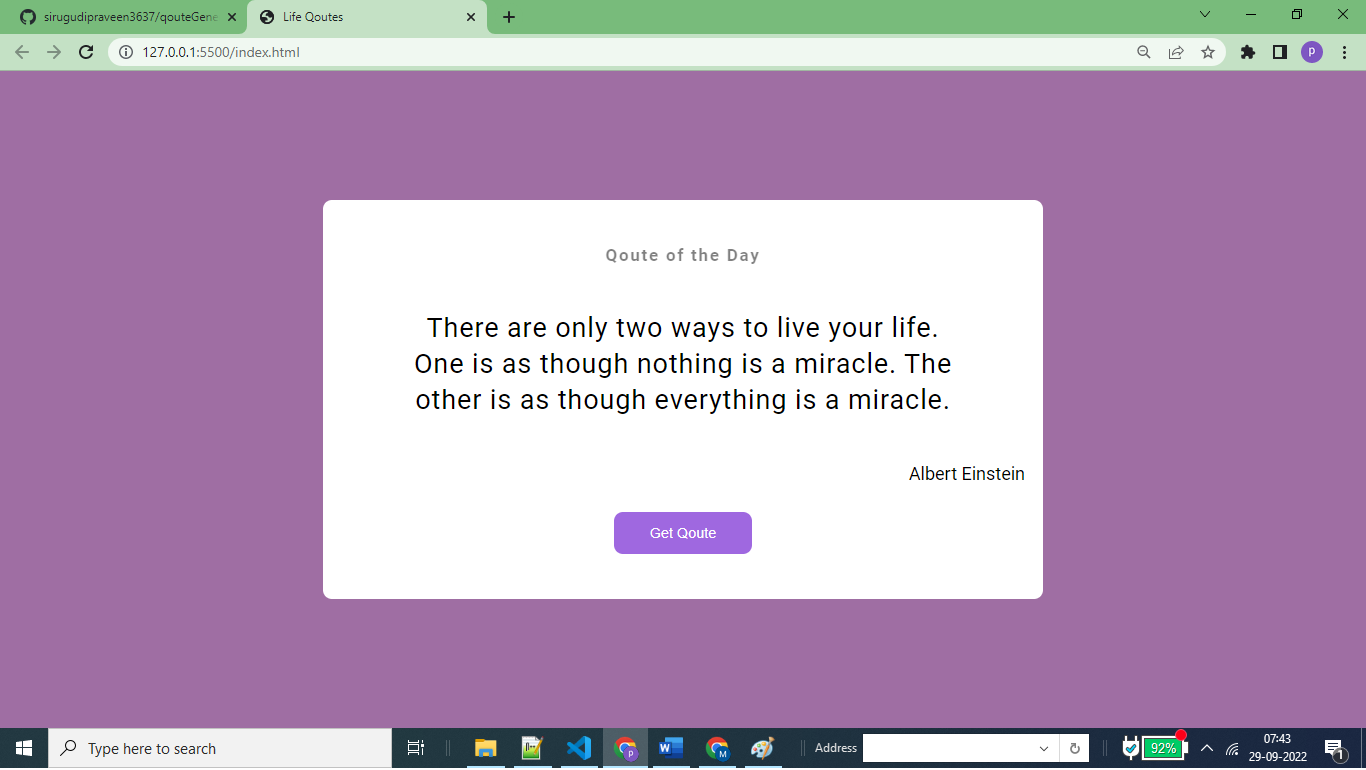 sirugudipraveen3637/qouteGene
Life Qoutes
127.0.0.1:5500/index.html
p
Qoute of the Day
There are only two ways to live your life.
One is as though nothing is a miracle. The
other is as though everything is a miracle.
Albert Einstein
Get Qoute
Type here to search
p
W
M
Address
92%
07:43
29-09-2022
1